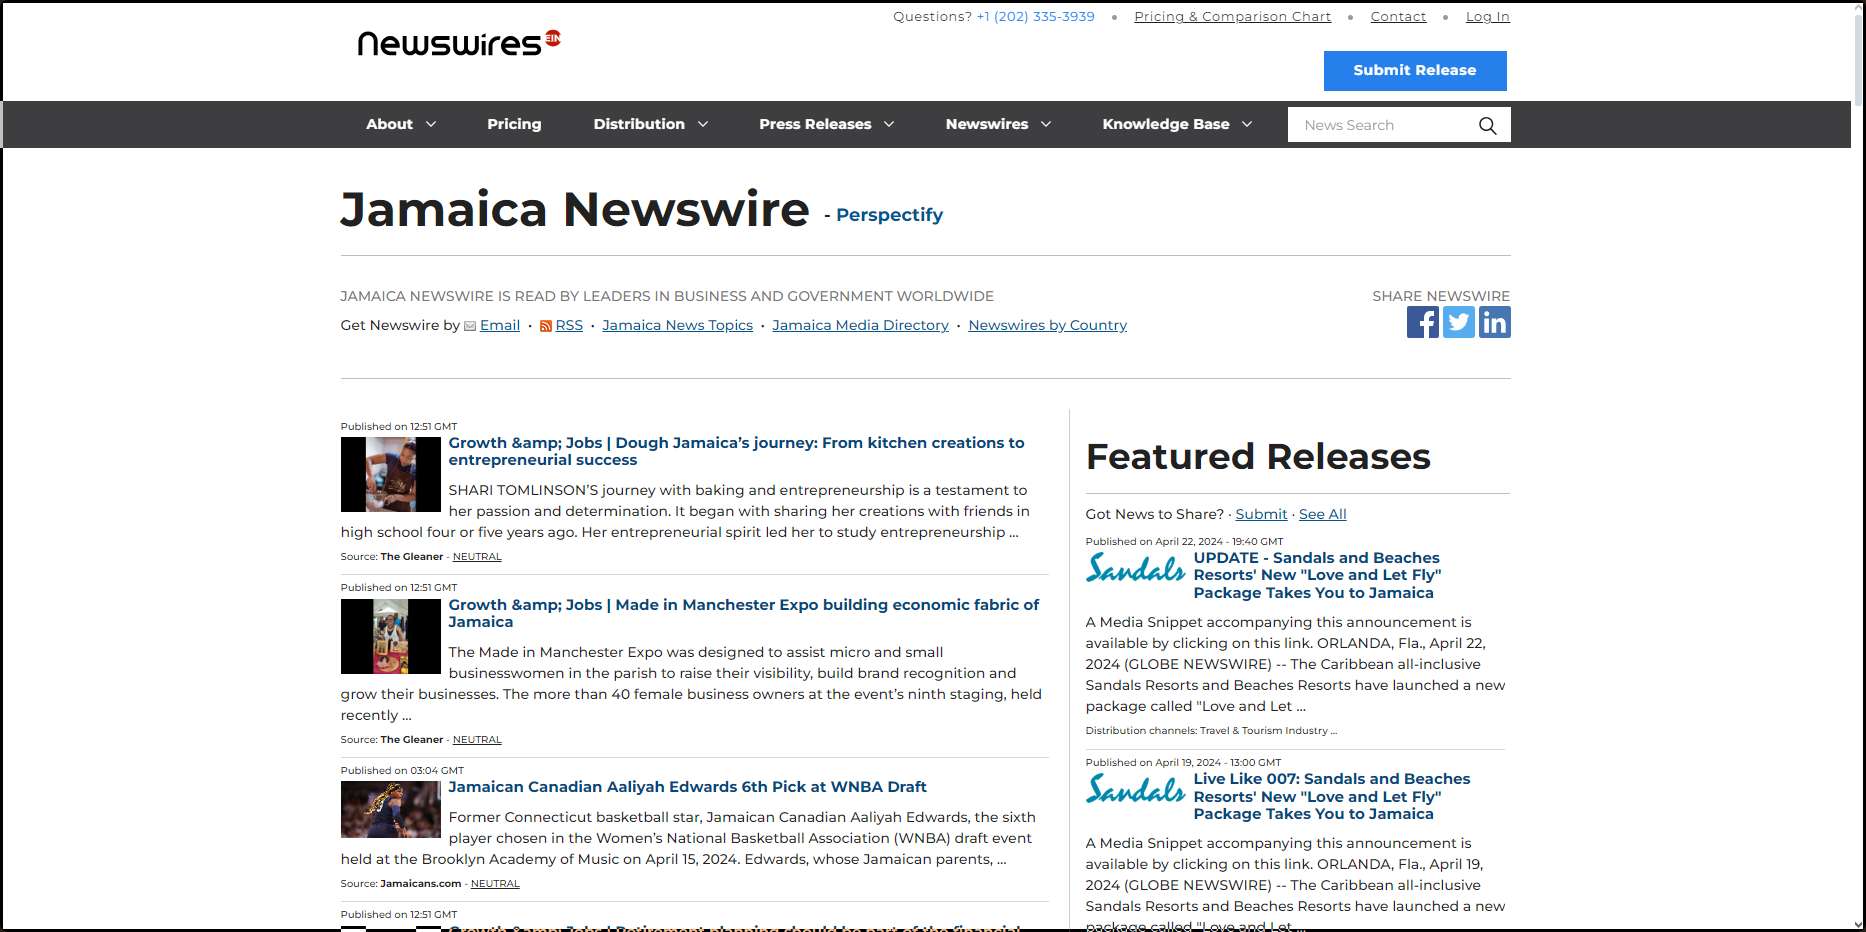 Questions? +1 (202) 335-3939 • Pricing & Comparison Chart • Contact • Log In
newswires EIN
Submit Release
About Pricing Distribution Press Releases Newswires Knowledge Base News Search
Jamaica Newswire - Perspectify
JAMAICA NEWSWIRE IS READ BY LEADERS IN BUSINESS AND GOVERNMENT WORLDWIDE
SHARE NEWSWIRE
Get Newswire by Email · RSS · Jamaica News Topics · Jamaica Media Directory · Newswires by Country
Published on 12:51 GMT
Growth &amp; Jobs | Dough Jamaica’s journey: From kitchen creations to
entrepreneurial success
SHARI TOMLINSON’S journey with baking and entrepreneurship is a testament to
her passion and determination. It began with sharing her creations with friends in
high school four or five years ago. Her entrepreneurial spirit led her to study entrepreneurship …
Source: The Gleaner - NEUTRAL
Published on 12:51 GMT
Growth &amp; Jobs | Made in Manchester Expo building economic fabric of
Jamaica
The Made in Manchester Expo was designed to assist micro and small
businesswomen in the parish to raise their visibility, build brand recognition and
grow their businesses. The more than 40 female business owners at the event’s ninth staging, held
recently …
Source: The Gleaner - NEUTRAL
Published on 03:04 GMT
Jamaican Canadian Aaliyah Edwards 6th Pick at WNBA Draft
Former Connecticut basketball star, Jamaican Canadian Aaliyah Edwards, the sixth
player chosen in the Women’s National Basketball Association (WNBA) draft event
held at the Brooklyn Academy of Music on April 15, 2024. Edwards, whose Jamaican parents, …
Source: Jamaicans.com - NEUTRAL
Published on 12:51 GMT
Growth &amp; Jobs | Retirement planning should be part of the financial
Featured Releases
Got News to Share? · Submit · See All
Published on April 22, 2024 - 19:40 GMT
Sandals
UPDATE - Sandals and Beaches
Resorts' New "Love and Let Fly"
Package Takes You to Jamaica
A Media Snippet accompanying this announcement is
available by clicking on this link. ORLANDO, Fla., April 22,
2024 (GLOBE NEWSWIRE) -- The Caribbean all-inclusive
Sandals Resorts and Beaches Resorts have launched a new
package called "Love and Let …
Distribution channels: Travel & Tourism Industry …
Published on April 19, 2024 - 13:00 GMT
Sandals
Live Like 007: Sandals and Beaches
Resorts' New "Love and Let Fly"
Package Takes You to Jamaica
A Media Snippet accompanying this announcement is
available by clicking on this link. ORLANDO, Fla., April 19,
2024 (GLOBE NEWSWIRE) -- The Caribbean all-inclusive
Sandals Resorts and Beaches Resorts have launched a new
package called "Love and Let …